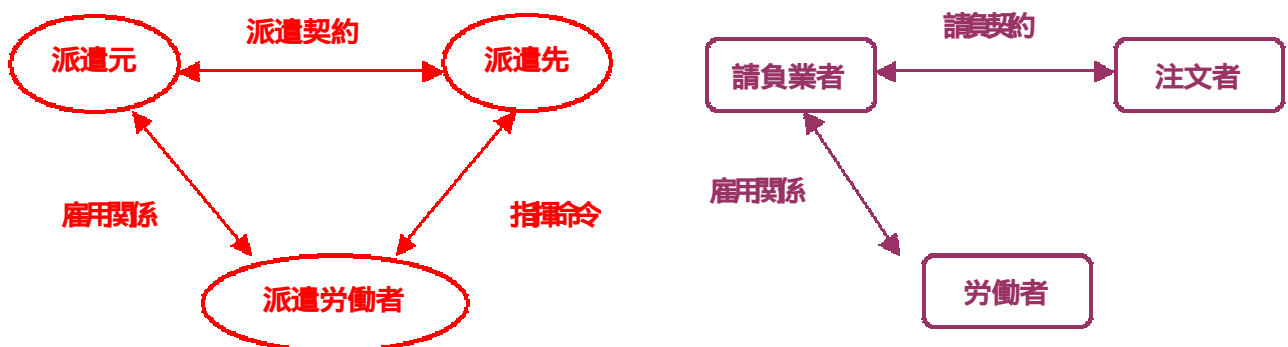 派遣契約
派遣元
派遣先
雇用関係
指揮命令
派遣労働者
請負契約
請負業者
注文者
雇用関係
労働者